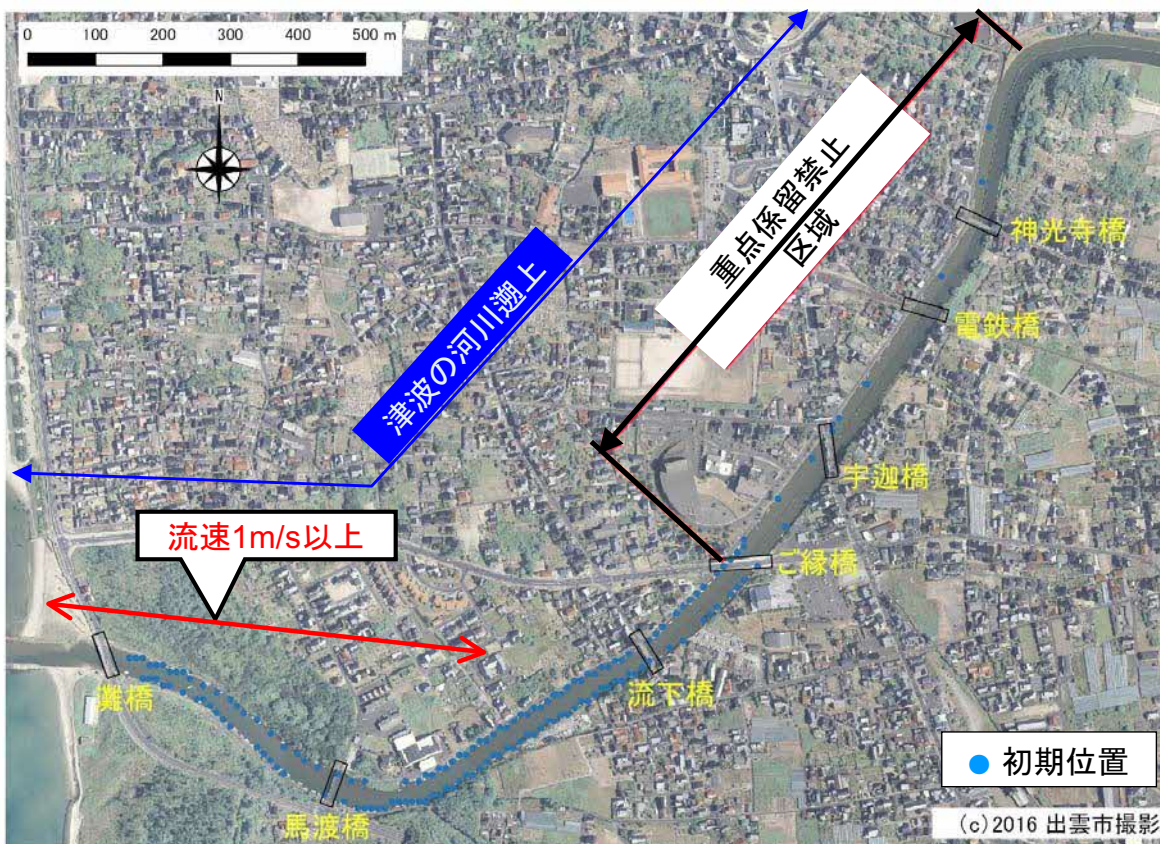 0 100 200 300 400 500 m
N
重点係留禁止
区域
神光寺橋
電鉄橋
津波の河川遡上
宇迦橋
流速1m/s以上
ご縁橋
灘橋
流下橋
馬渡橋
初期位置
(c)2016 出雲市撮影